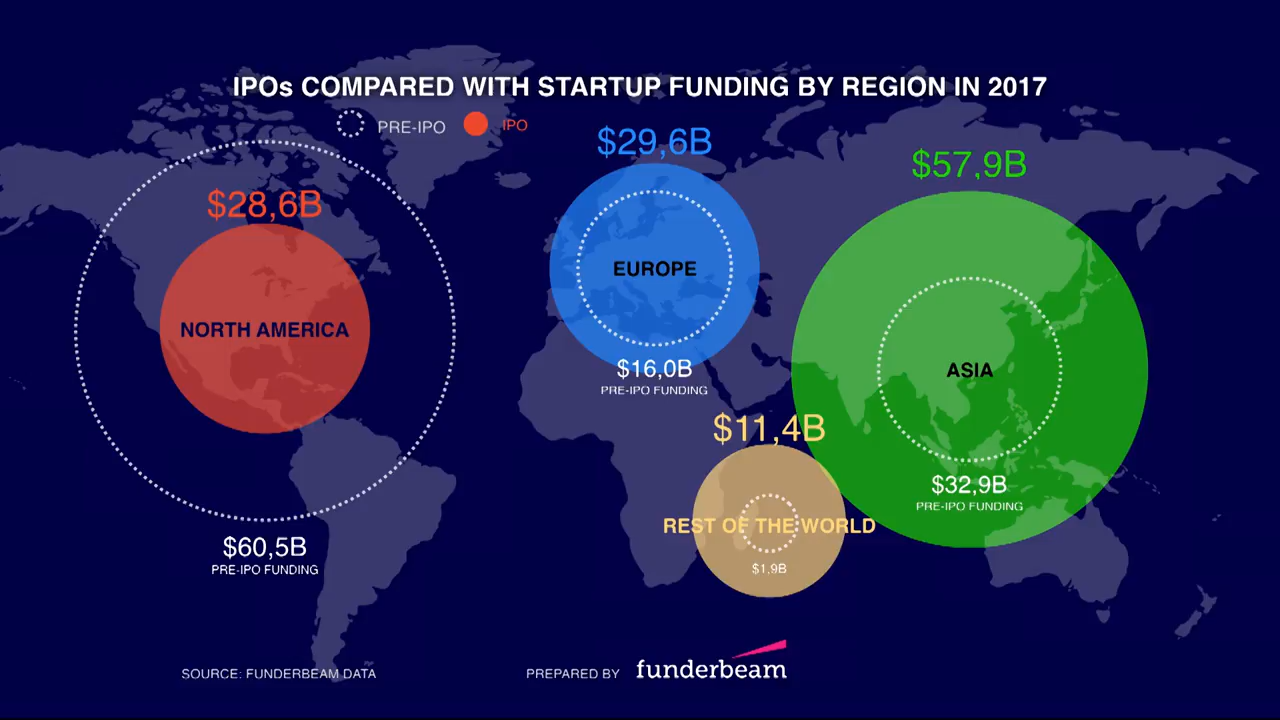 IPOs COMPARED WITH STARTUP FUNDING BY REGION IN 2017
PRE-IPO
IPO
$28,6B
NORTH AMERICA
$60,5B
PRE-IPO FUNDING
$29,6B
EUROPE
$16,0B
PRE-IPO FUNDING
$57,9B
ASIA
$32,9B
PRE-IPO FUNDING
$11,4B
REST OF THE WORLD
$1,9B
SOURCE: FUNDERBEAM DATA
PREPARED BY funderbeam